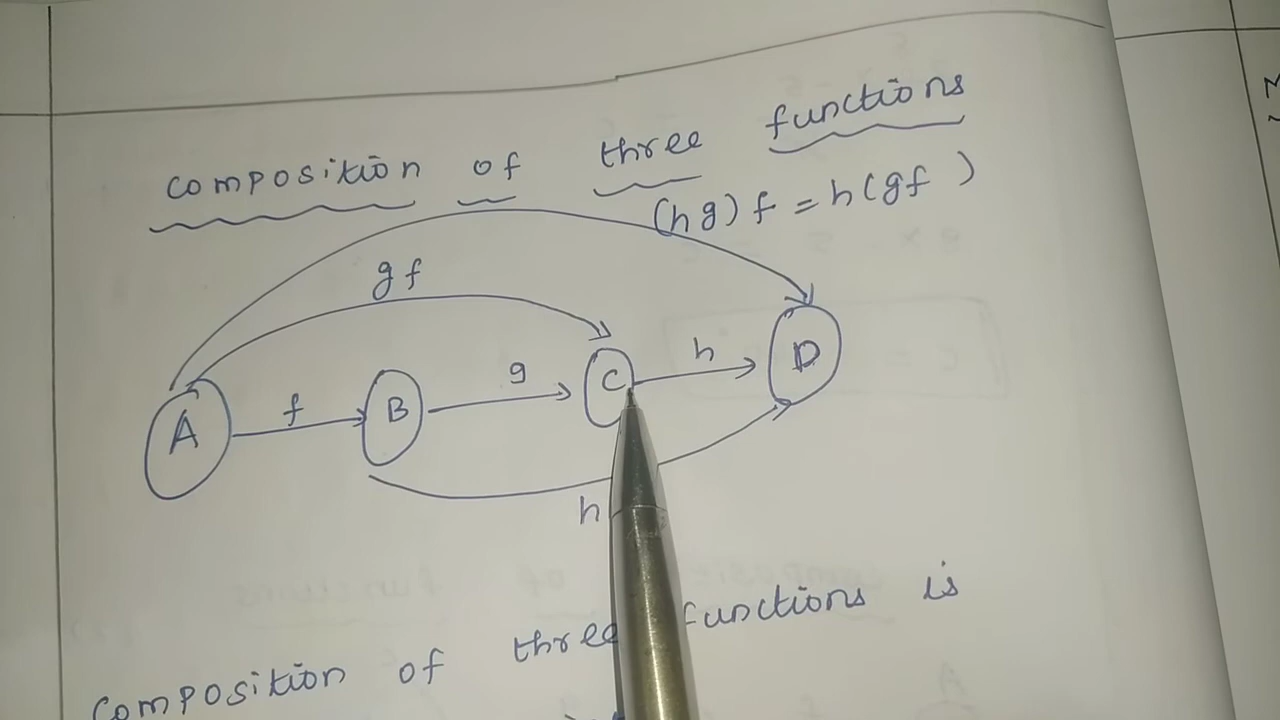 composition of three functions
(hg) f = h(gf )
gf
A f B g C h D
h
composition of three functions is